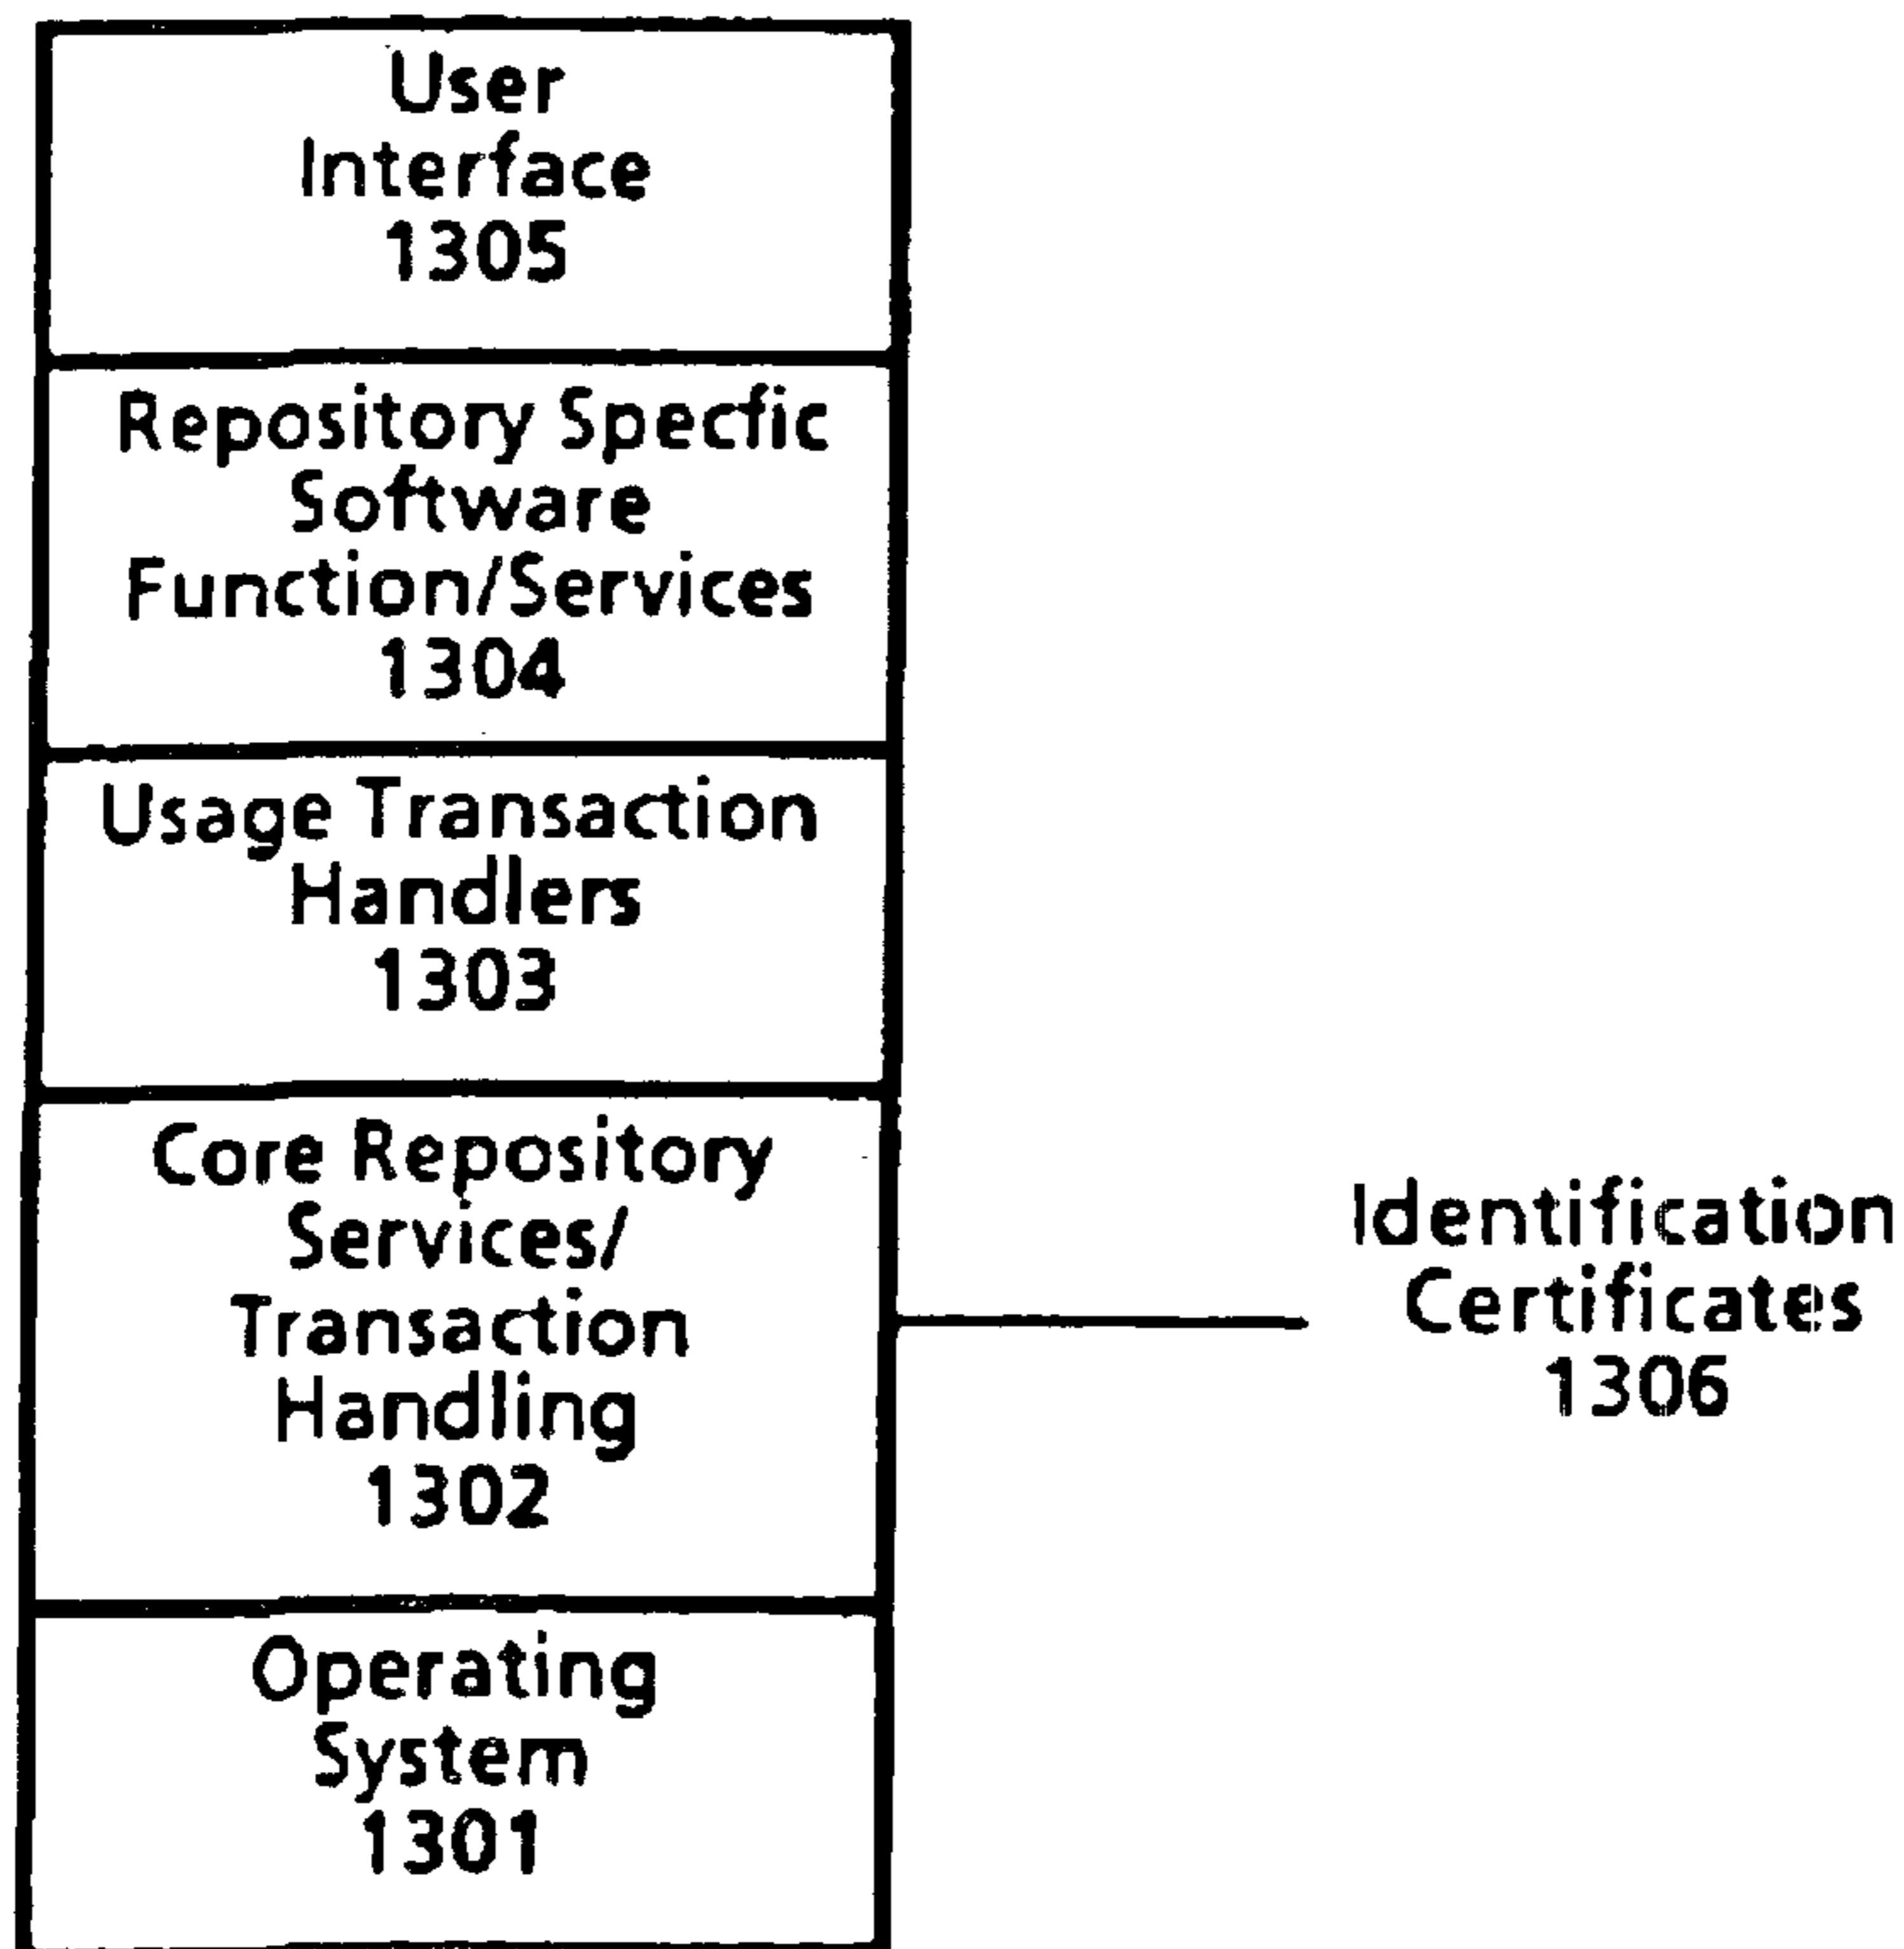 User
Interface
1305
Repository Specfic
Software
Function/Services
1304
Usage Transaction
Handlers
1303
Core Repository
Services/
Transaction
Handling
1302
Identification
Certificates
1306
Operating
System
1301